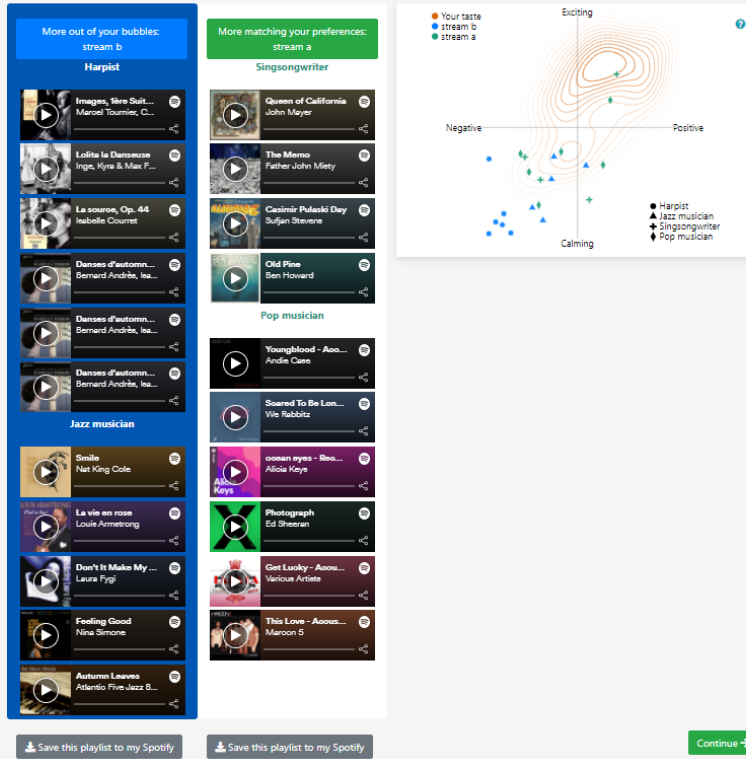 More out of your bubbles:
stream b
Harpist
Images, 1ère Suit...
Marcel Tournier, C...
Lolita la Danseuse
Inge, Kyra & Max F...
La source, Op. 44
Isabelle Courret
Danses d'automn...
Bernard Andrès, Isa...
Danses d'automn...
Bernard Andrès, Isa...
Danses d'automn...
Bernard Andrès, Isa...
Jazz musician
Smile
Nat King Cole
La vie en rose
Louis Armstrong
Don't It Make My ...
Laura Fygi
Feeling Good
Nina Simone
Autumn Leaves
Atlantic Five Jazz B...
Save this playlist to my Spotify
More matching your preferences:
stream a
Singsongwriter
Queen of California
John Mayer
The Memo
Father John Misty
Casimir Pulaski Day
Sufjan Stevens
BEN HOWARD
Old Pine
Ben Howard
Pop musician
Youngblood - Aco...
Andie Case
Soared To Be Lon...
We Rabbitz
Alicia
Keys
ocean eyes - Rec...
Alicia Keys
Photograph
Ed Sheeran
Get Lucky - Acou...
Various Artists
This Love - Acous...
Maroon 5
Save this playlist to my Spotify
Your taste
stream b
stream a
Exciting
?
Negative
Positive
Calming
Harpist
Jazz musician
Singsongwriter
Pop musician
Continue